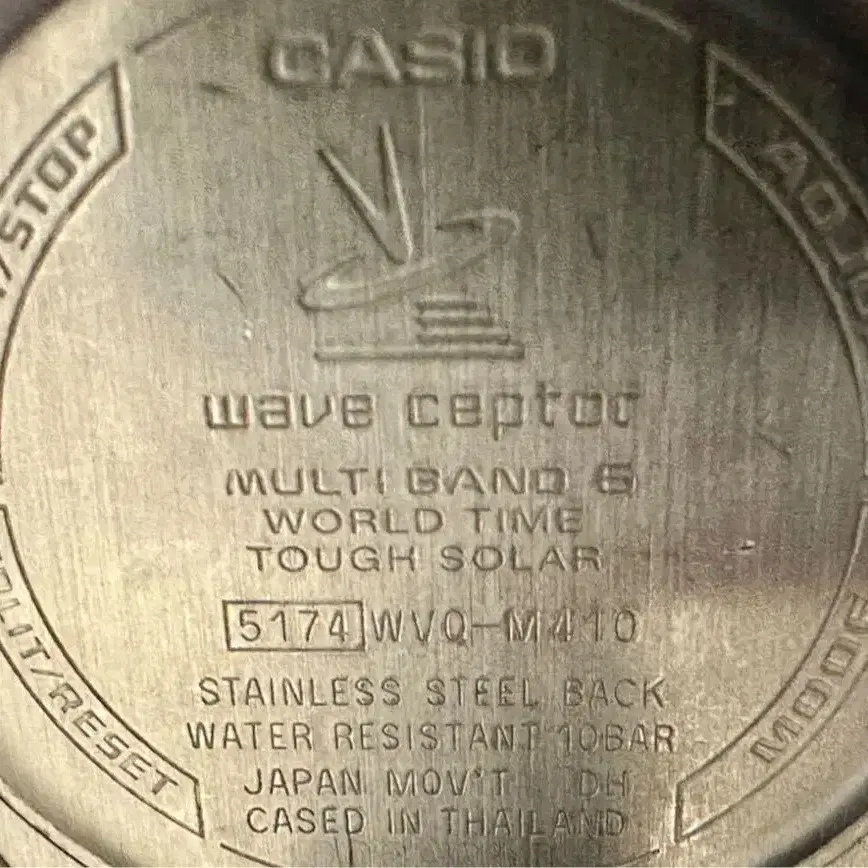 CASIO
wave ceptor
MULTI BAND 6
WORLD TIME
TOUGH SOLAR
5174 WVQ-M410
STAINLESS STEEL BACK
WATER RESISTANT 10BAR
JAPAN MOV'T DH
CASED IN THAILAND
/STOP
/RESET
MODE